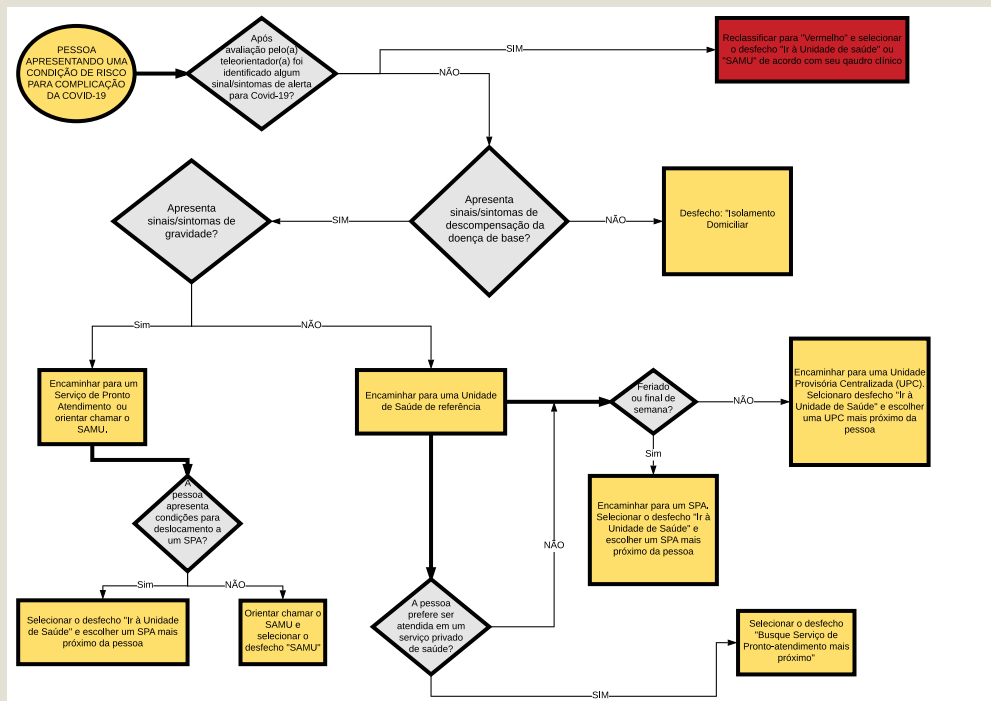 PESSOA
APRESENTANDO UMA
CONDIÇÃO DE RISCO
PARA COMPLICAÇÃO
DA COVID-19
Após
avaliação pelo(a)
teleorientador(a) foi
identificado algum
sinal/sintomas de alerta
para Covid-19?
SIM
NÃO
Reclassificar para "Vermelho" e selecionar
o desfecho "Ir à Unidade de saúde" ou
"SAMU" de acordo com seu qaudro clínico
Apresenta
sinais/sintomas de
gravidade?
SIM
Apresenta
sinais/sintomas de
descompensação da
doença de base?
NÃO
Desfecho: "Isolamento
Domiciliar
Sim
NÃO
Encaminhar para um
Serviço de Pronto
Atendimento ou
orientar chamar o
SAMU.
Encaminhar para uma Unidade
de Saúde de referência
Feriado
ou final de
semana?
NÃO
Encaminhar para uma Unidade
Provisória Centralizada (UPC).
Selcionaro desfecho "Ir à
Unidade de Saúde" e escolher
uma UPC mais próximo da
pessoa
Sim
A
pessoa
apresenta
condições para
deslocamento a
um SPA?
Encaminhar para um SPA.
Selecionar o desfecho "Ir à
Unidade de Saúde" e
escolher um SPA mais
próximo da pessoa
NÃO
Sim
NÃO
Selecionar o desfecho "Ir à Unidade
de Saúde" e escolher um SPA mais
próximo da pessoa
Orientar chamar o
SAMU e
selecionar o
desfecho "SAMU"
A pessoa
prefere ser
atendida em um
serviço privado
de saúde?
Selecionar o desfecho
"Busque Serviço de
Pronto-atendimento mais
próximo"
SIM